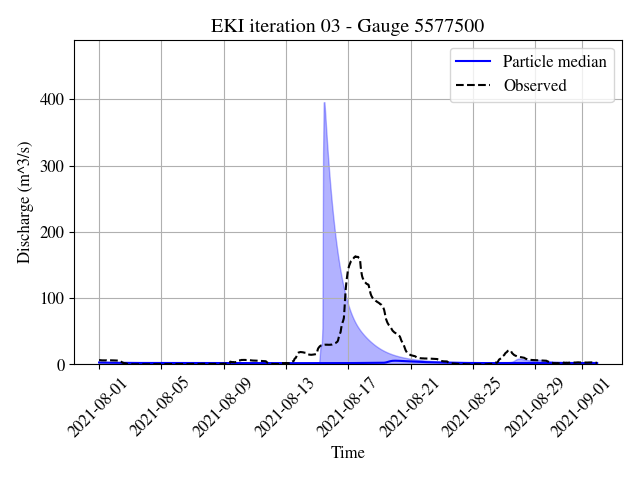 EKI iteration 03 - Gauge 5577500
Particle median
Observed
Discharge (m^3/s)
400
300
200
100
0
2021-08-01
2021-08-05
2021-08-09
2021-08-13
2021-08-17
2021-08-21
2021-08-25
2021-08-29
2021-09-01
Time